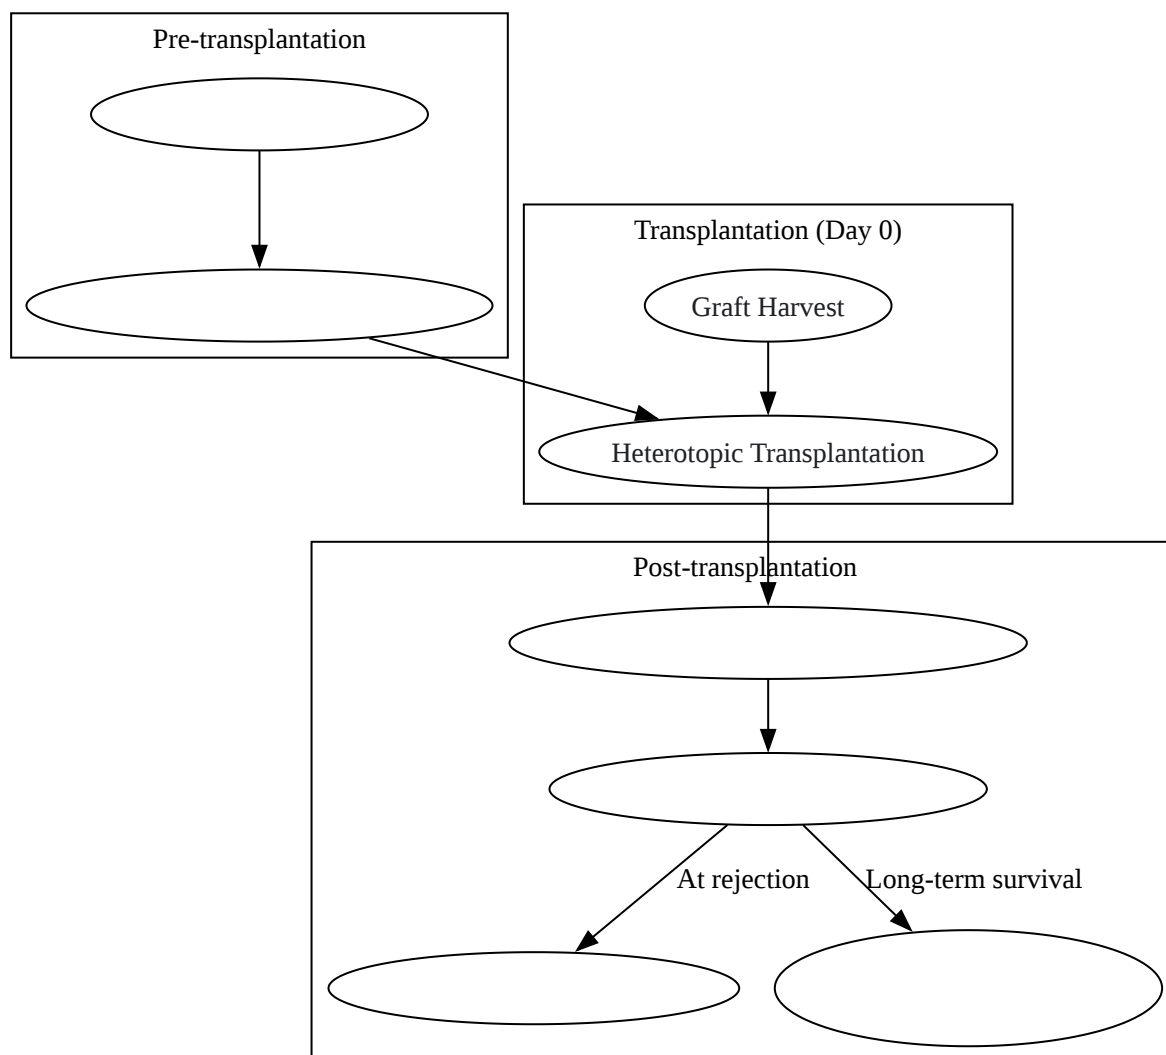 Pre-transplantation
Transplantation (Day 0)
Graft Harvest
Heterotopic Transplantation
Post-transplantation
At rejection
Long-term survival